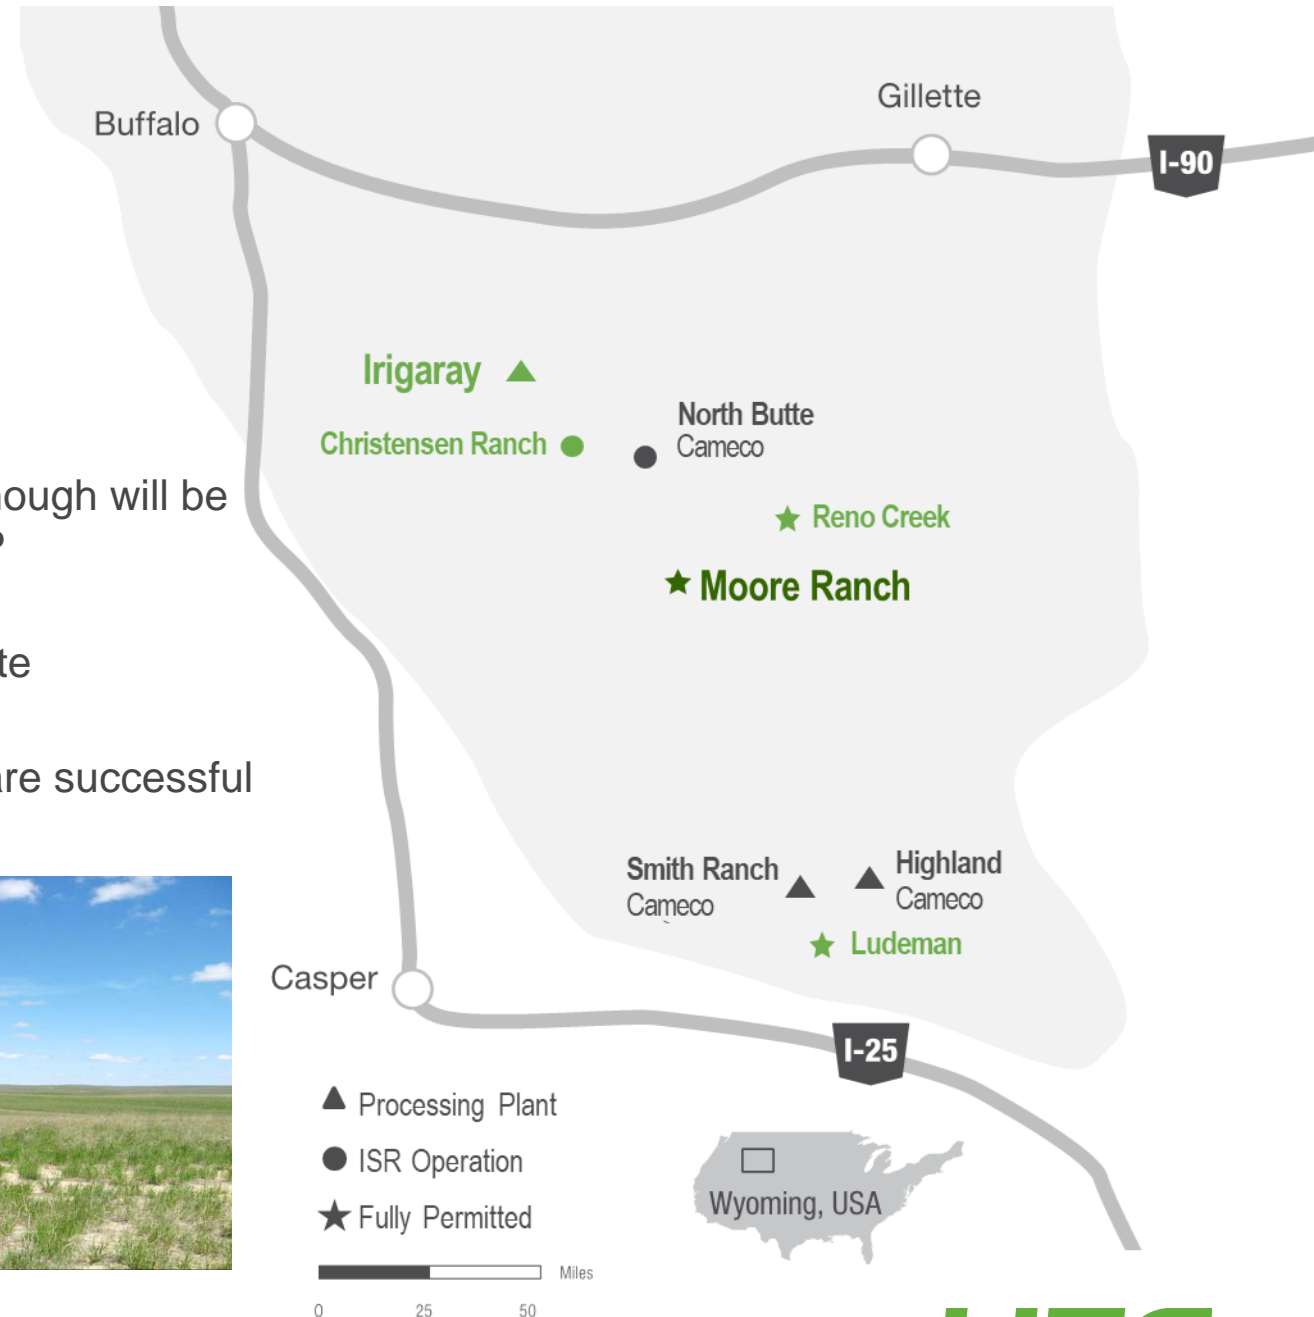 Gillette
Buffalo
I-90
Irigaray
North Butte
Christensen Ranch
Cameco
ough will be
Reno Creek
Moore Ranch
te
are successful
Highland
Smith Ranch
Cameco
Cameco
Ludeman
Casper
I-25
Processing Plant
ISR Operation
Wyoming, USA
Fully Permitted
Miles
0 25 50